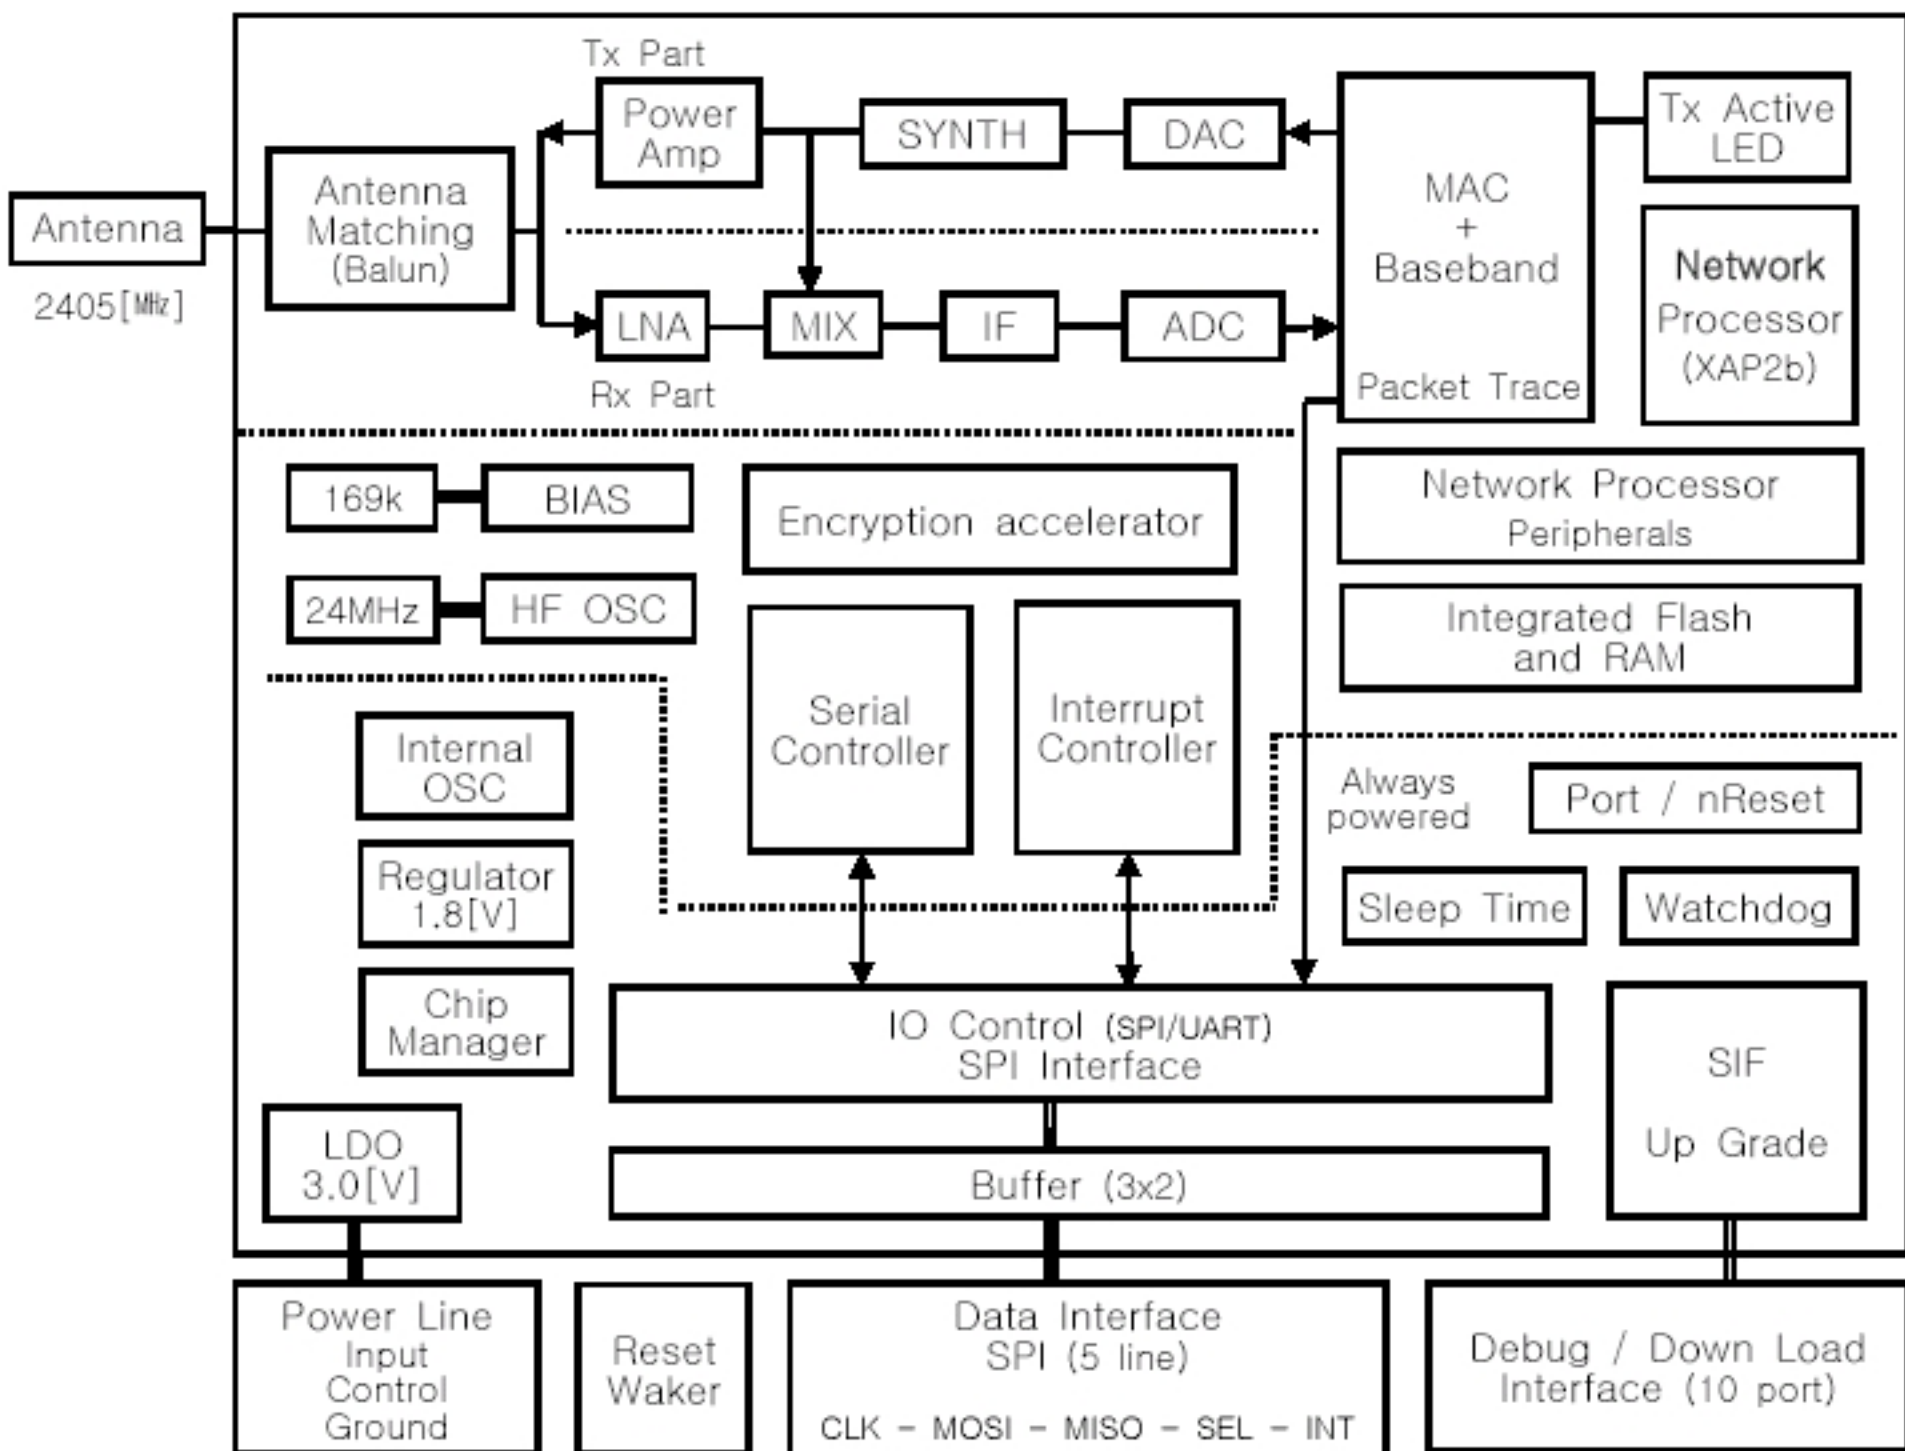 Tx Part
Power
Amp
SYNTH
DAC
Tx Active
LED
MAC
+
Baseband
Packet Trace
Antenna
2405[㎒]
Antenna
Matching
(Balun)
Network
Processor
(XAP2b)
LNA
MIX
IF
ADC
Rx Part
169k
BIAS
Encryption accelerator
Network Processor
Peripherals
24MHz
HF OSC
Integrated Flash
and RAM
Serial
Controller
Interrupt
Controller
Internal
OSC
Always
powered
Port / nReset
Regulator
1.8[V]
Sleep Time
Watchdog
Chip
Manager
IO Control (SPI/UART)
SPI Interface
SIF
Up Grade
LDO
3.0[V]
Buffer (3x2)
Power Line
Input
Control
Ground
Reset
Waker
Data Interface
SPI (5 line)
CLK - MOSI - MISO - SEL - INT
Debug / Down Load
Interface (10 port)